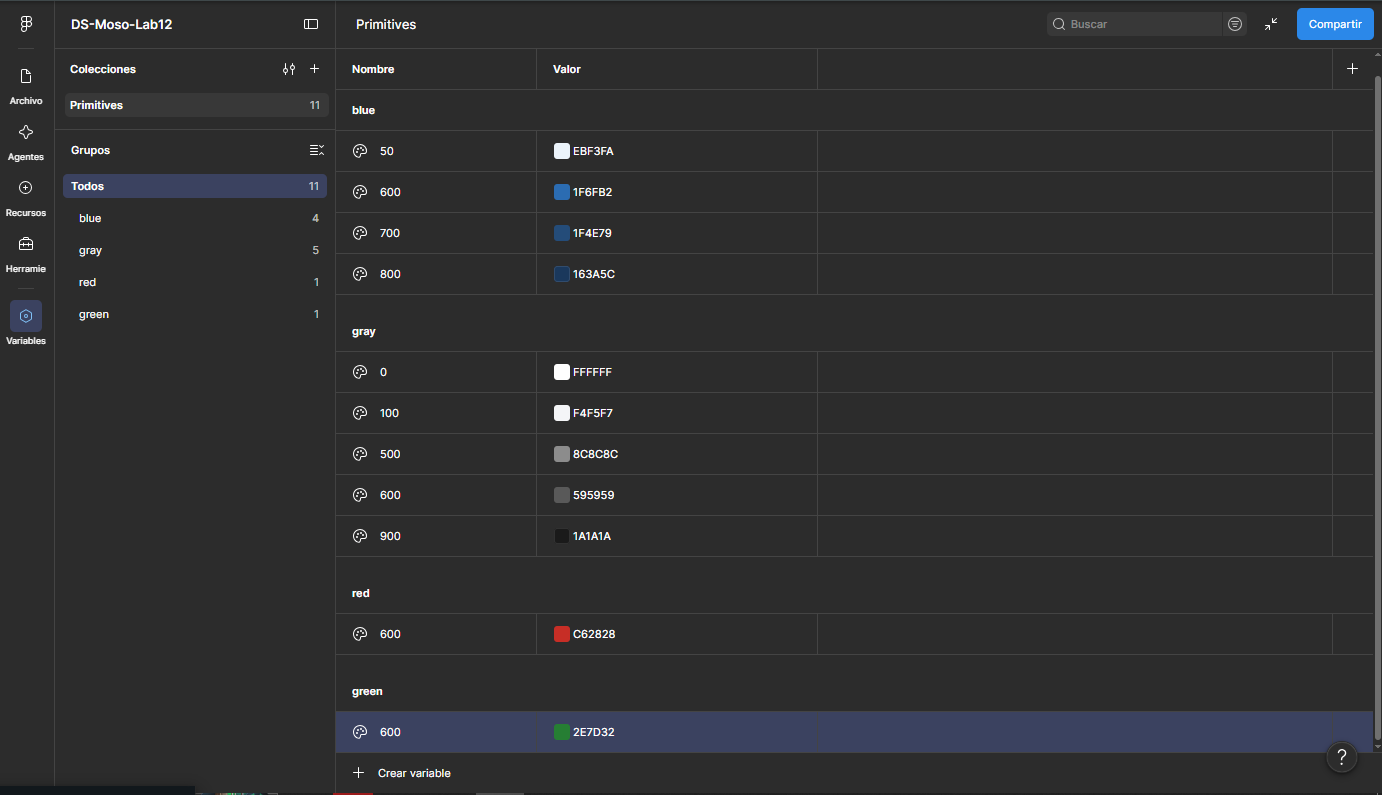 DS-Moso-Lab12
Primitives
Buscar
Compartir
Archivo
Agentes
Recursos
Herramie
Variables
Colecciones
Primitives 11
Grupos
Todos 11
blue 4
gray 5
red 1
green 1
Nombre Valor
blue
50 EBF3FA
600 1F6FB2
700 1F4E79
800 163A5C
gray
0 FFFFFF
100 F4F5F7
500 8C8C8C
600 595959
900 1A1A1A
red
600 C62828
green
600 2E7D32
Crear variable
?